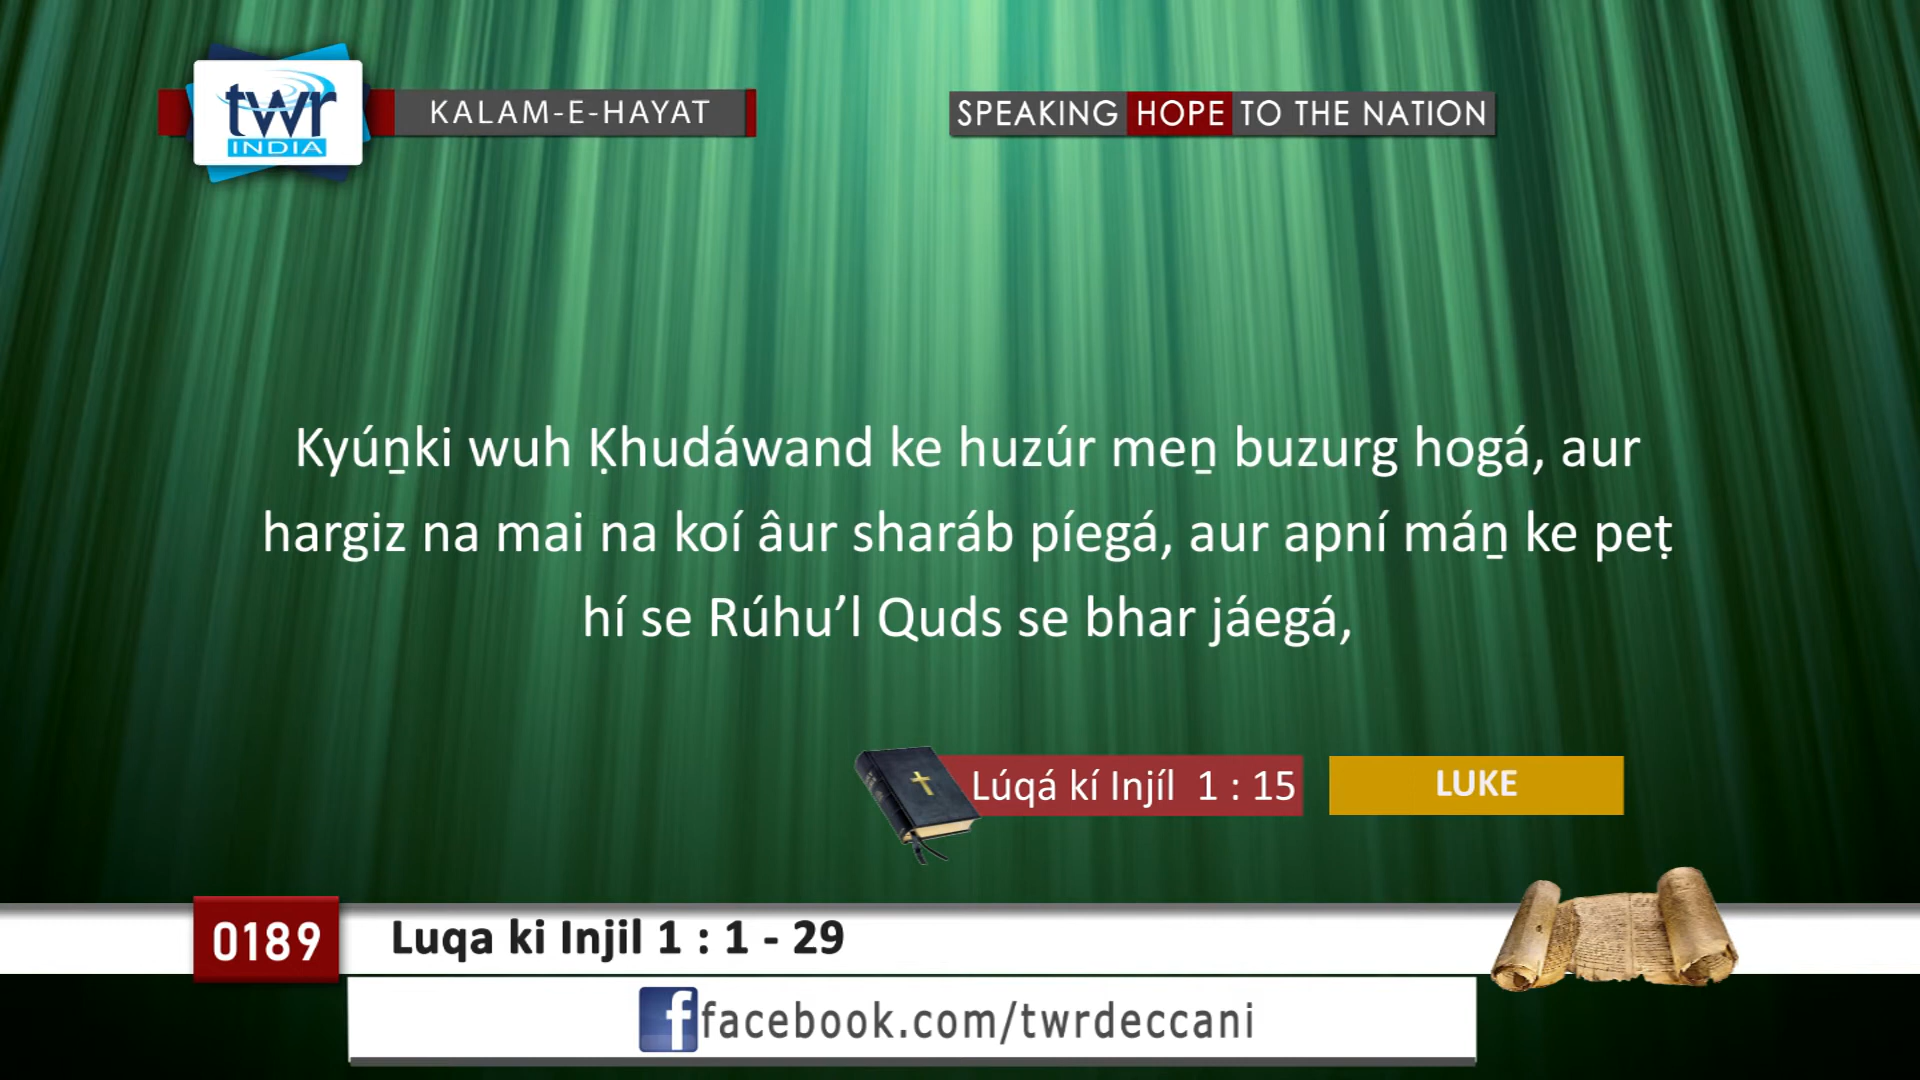 twr
INDIA
KALAM-E-HAYAT
SPEAKING HOPE TO THE NATION
Kyúṉki wuh Ḳhudáwand ke huzúr meṉ buzurg hogá, aur
hargiz na mai na koí âur sharáb píegá, aur apní máṉ ke peṭ
hí se Rúhu’l Quds se bhar jáegá,
Lúqá kí Injíl 1 : 15
LUKE
0189
Luqa ki Injil 1 : 1 - 29
facebook.com/twrdeccani